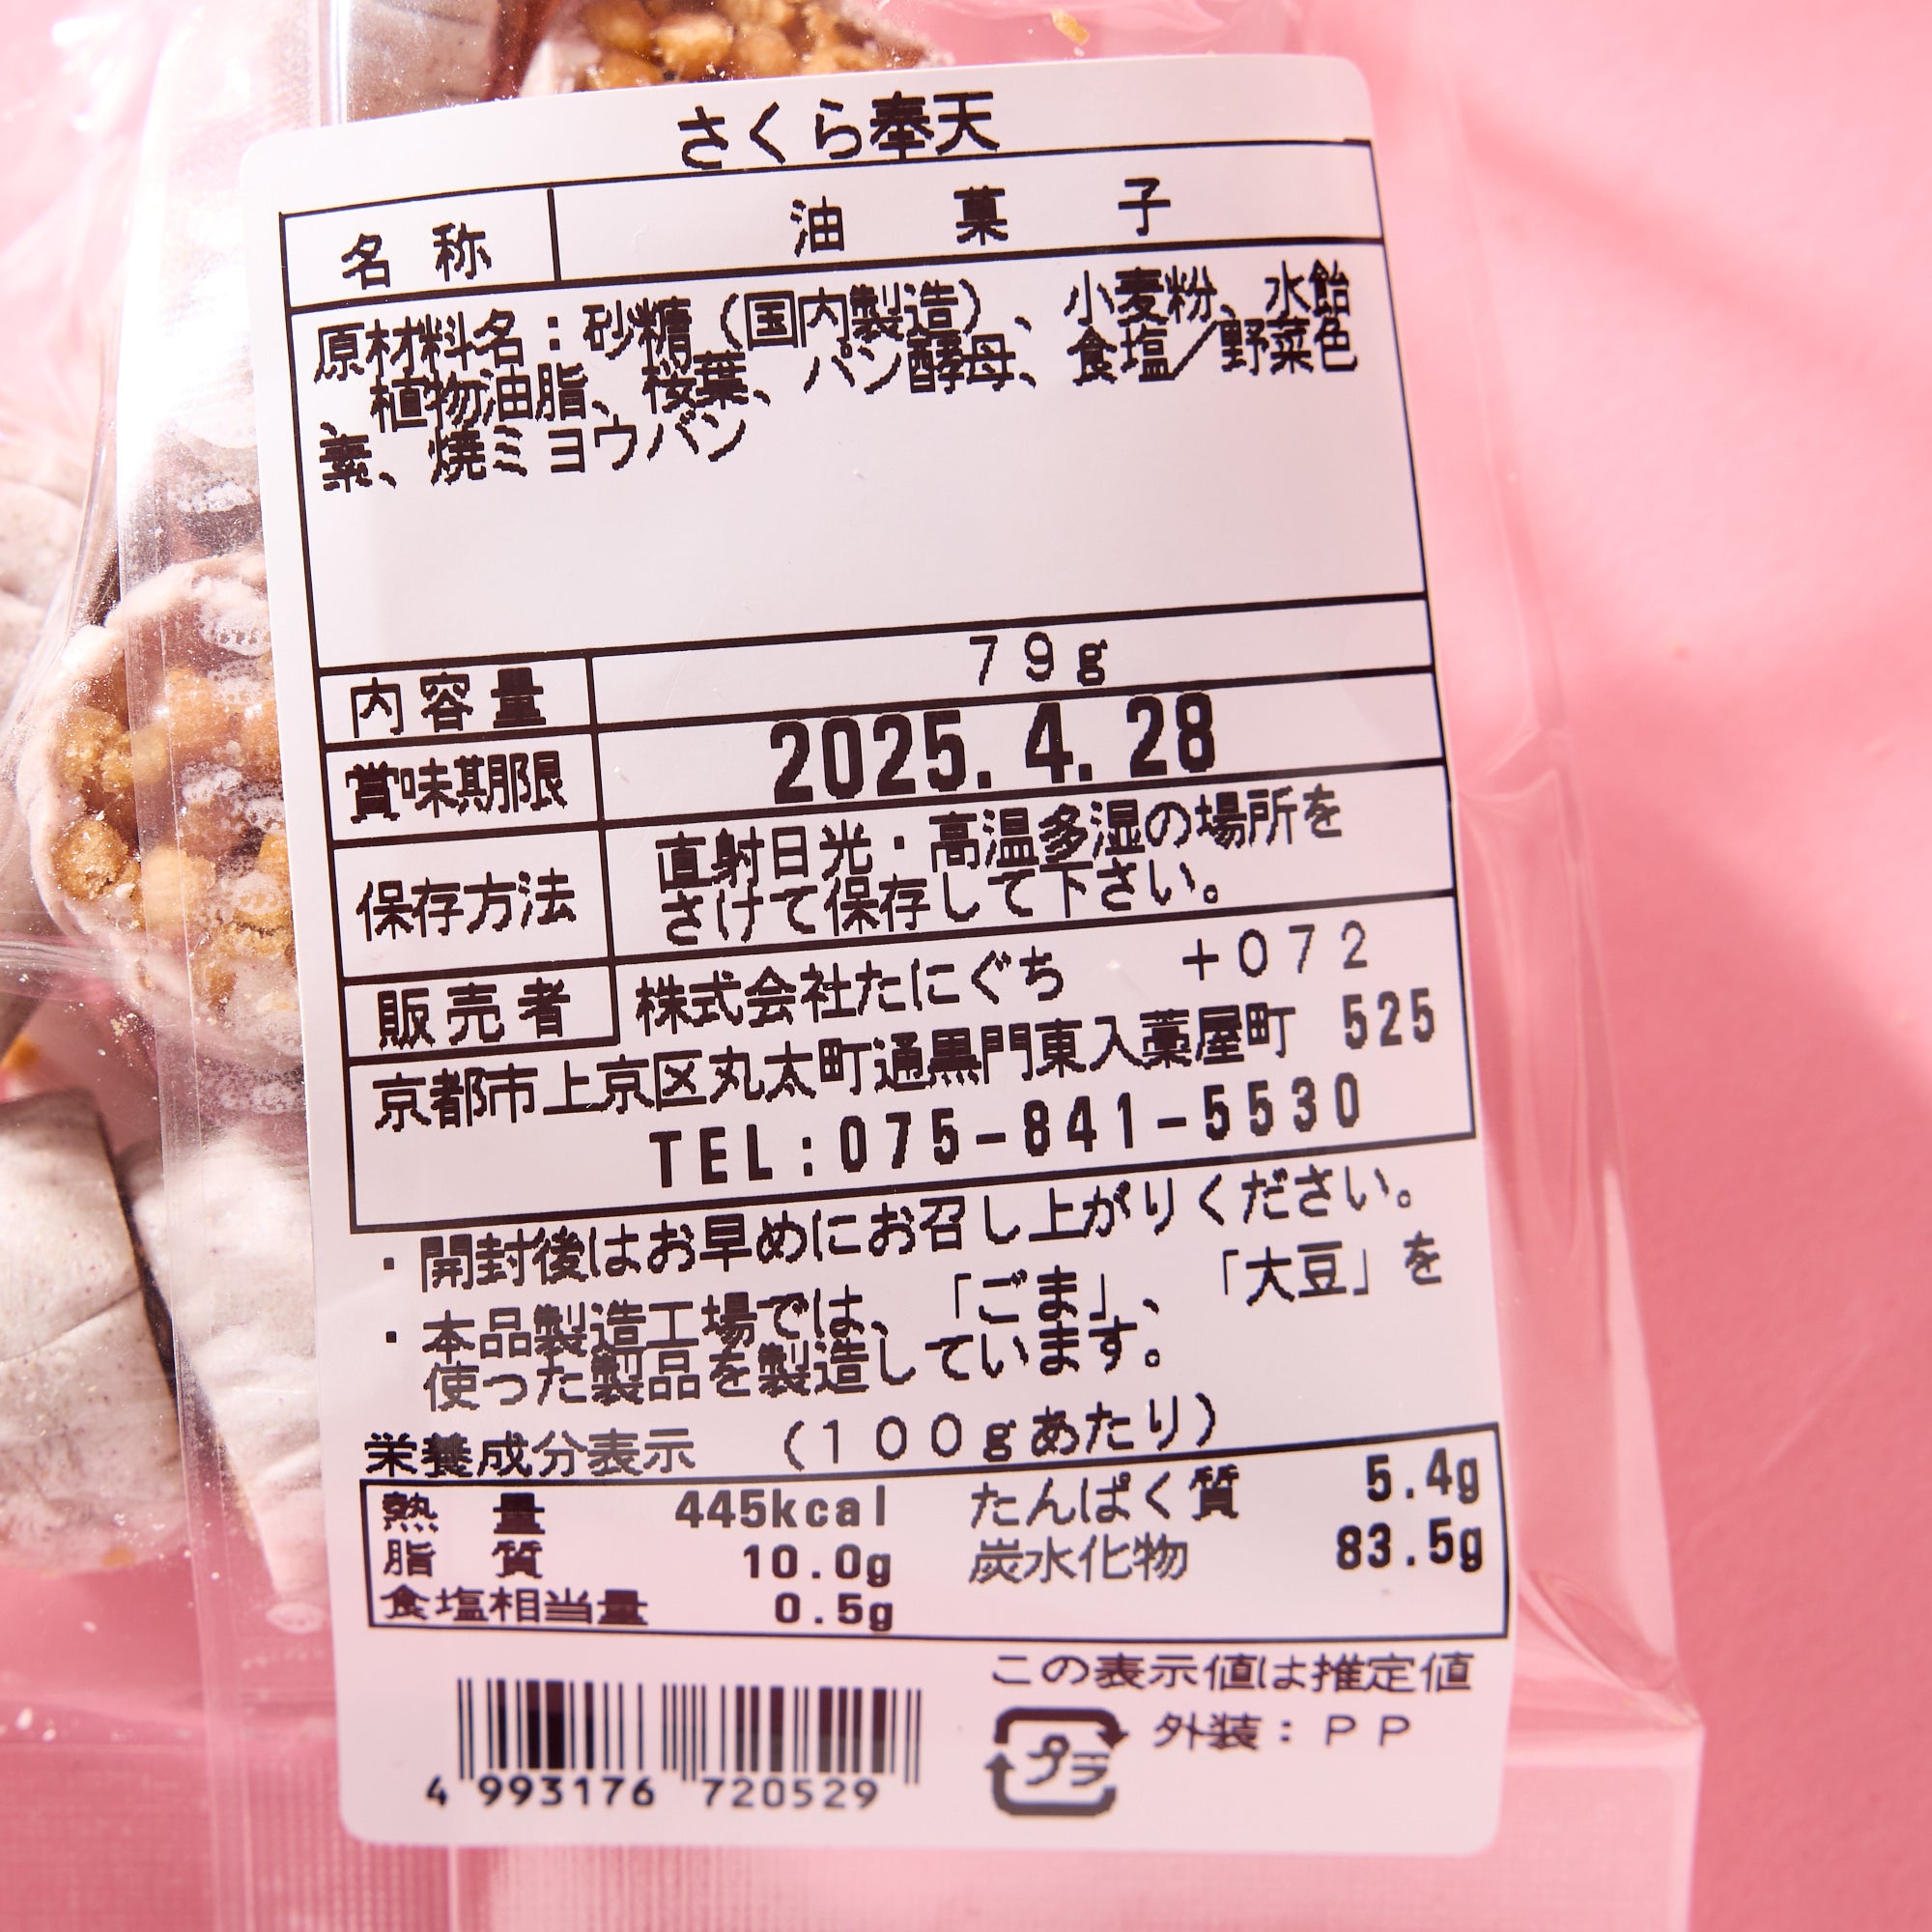 さくら奉天
名称 油菓子
原材料名：砂糖（国内製造）、小麦粉、水飴
、植物油脂、桜葉、パン酵母、食塩／野菜色
素、焼ミョウバン
内容量 79g
賞味期限 2025.4.28
保存方法 直射日光・高温多湿の場所を
さけて保存して下さい。
販売者 株式会社たにぐち +072
京都市上京区丸太町通黒門東入藁屋町 525
TEL:075-841-5530
・開封後はお早めにお召し上がりください。
・本品製造工場では、「ごま」、「大豆」を
使った製品を製造しています。
栄養成分表示 （100gあたり）
熱量 445kcal たんぱく質 5.4g
脂質 10.0g 炭水化物 83.5g
食塩相当量 0.5g
この表示値は推定値
プラ 外装：PP
4 993176 720529